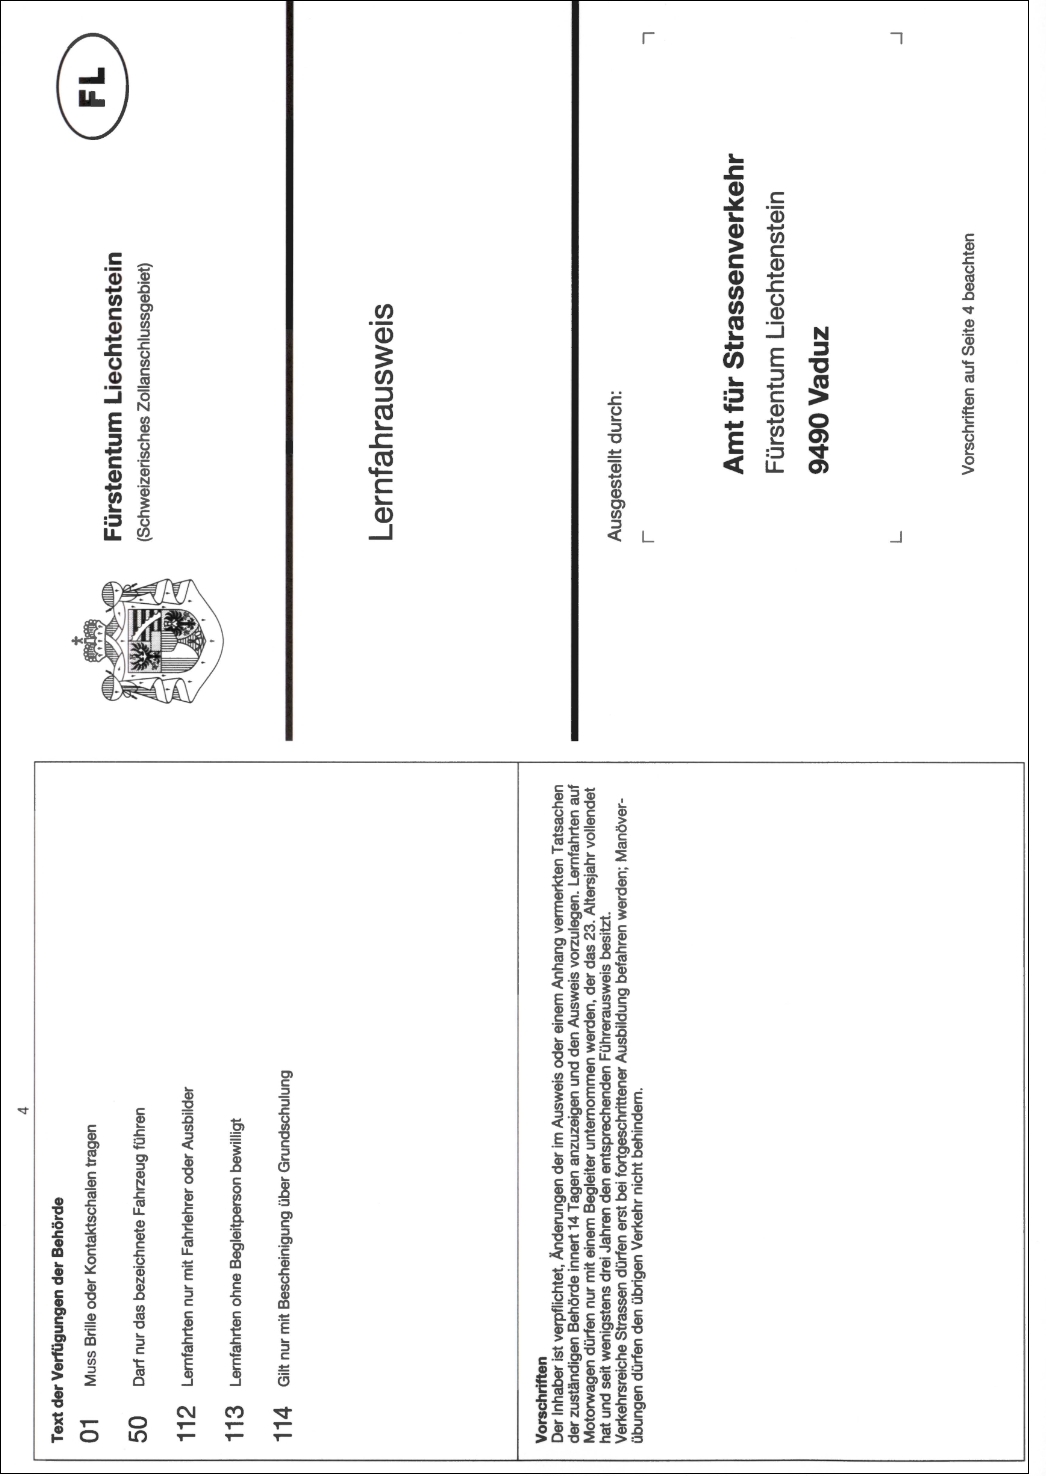 4
Text der Verfügungen der Behörde
01 Muss Brille oder Kontaktschalen tragen
50 Darf nur das bezeichnete Fahrzeug führen
112 Lernfahrten nur mit Fahrlehrer oder Ausbilder
113 Lernfahrten ohne Begleitperson bewilligt
114 Gilt nur mit Bescheinigung über Grundschulung
Vorschriften
Der Inhaber ist verpflichtet, Änderungen der im Ausweis oder einem Anhang vermerkten Tatsachen
der zuständigen Behörde innert 14 Tagen anzuzeigen und den Ausweis vorzulegen. Lernfahrten auf
Motorwagen dürfen nur mit einem Begleiter unternommen werden, der das 23. Altersjahr vollendet
hat und seit wenigstens drei Jahren den entsprechenden Führerausweis besitzt.
Verkehrsreiche Strassen dürfen erst bei fortgeschrittener Ausbildung befahren werden; Manöver-
übungen dürfen den übrigen Verkehr nicht behindern.
Fürstentum Liechtenstein
(Schweizerisches Zollanschlussgebiet)
FL
Lernfahrausweis
Ausgestellt durch:
Amt für Strassenverkehr
Fürstentum Liechtenstein
9490 Vaduz
Vorschriften auf Seite 4 beachten